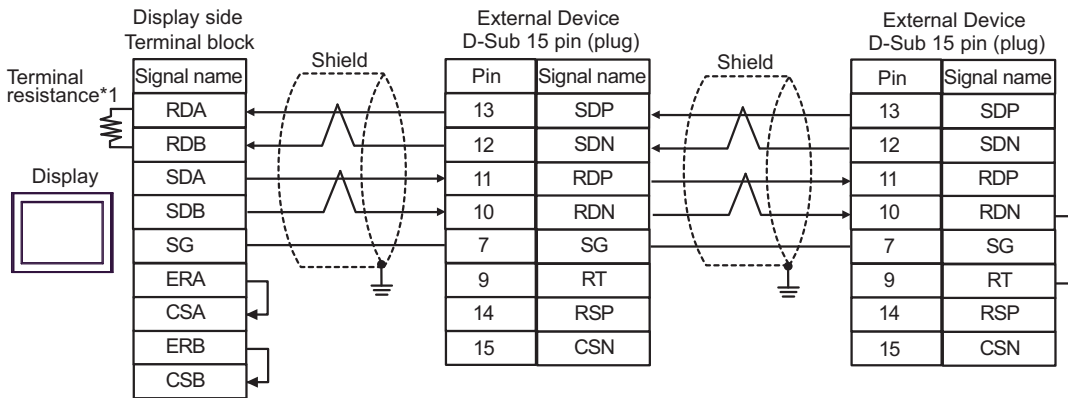 Display side
Terminal block
Terminal
resistance*1
Display
Signal name
RDA
RDB
SDA
SDB
SG
ERA
CSA
ERB
CSB
Shield
External Device
D-Sub 15 pin (plug)
Pin Signal name
13 SDP
12 SDN
11 RDP
10 RDN
7 SG
9 RT
14 RSP
15 CSN
Shield
External Device
D-Sub 15 pin (plug)
Pin Signal name
13 SDP
12 SDN
11 RDP
10 RDN
7 SG
9 RT
14 RSP
15 CSN